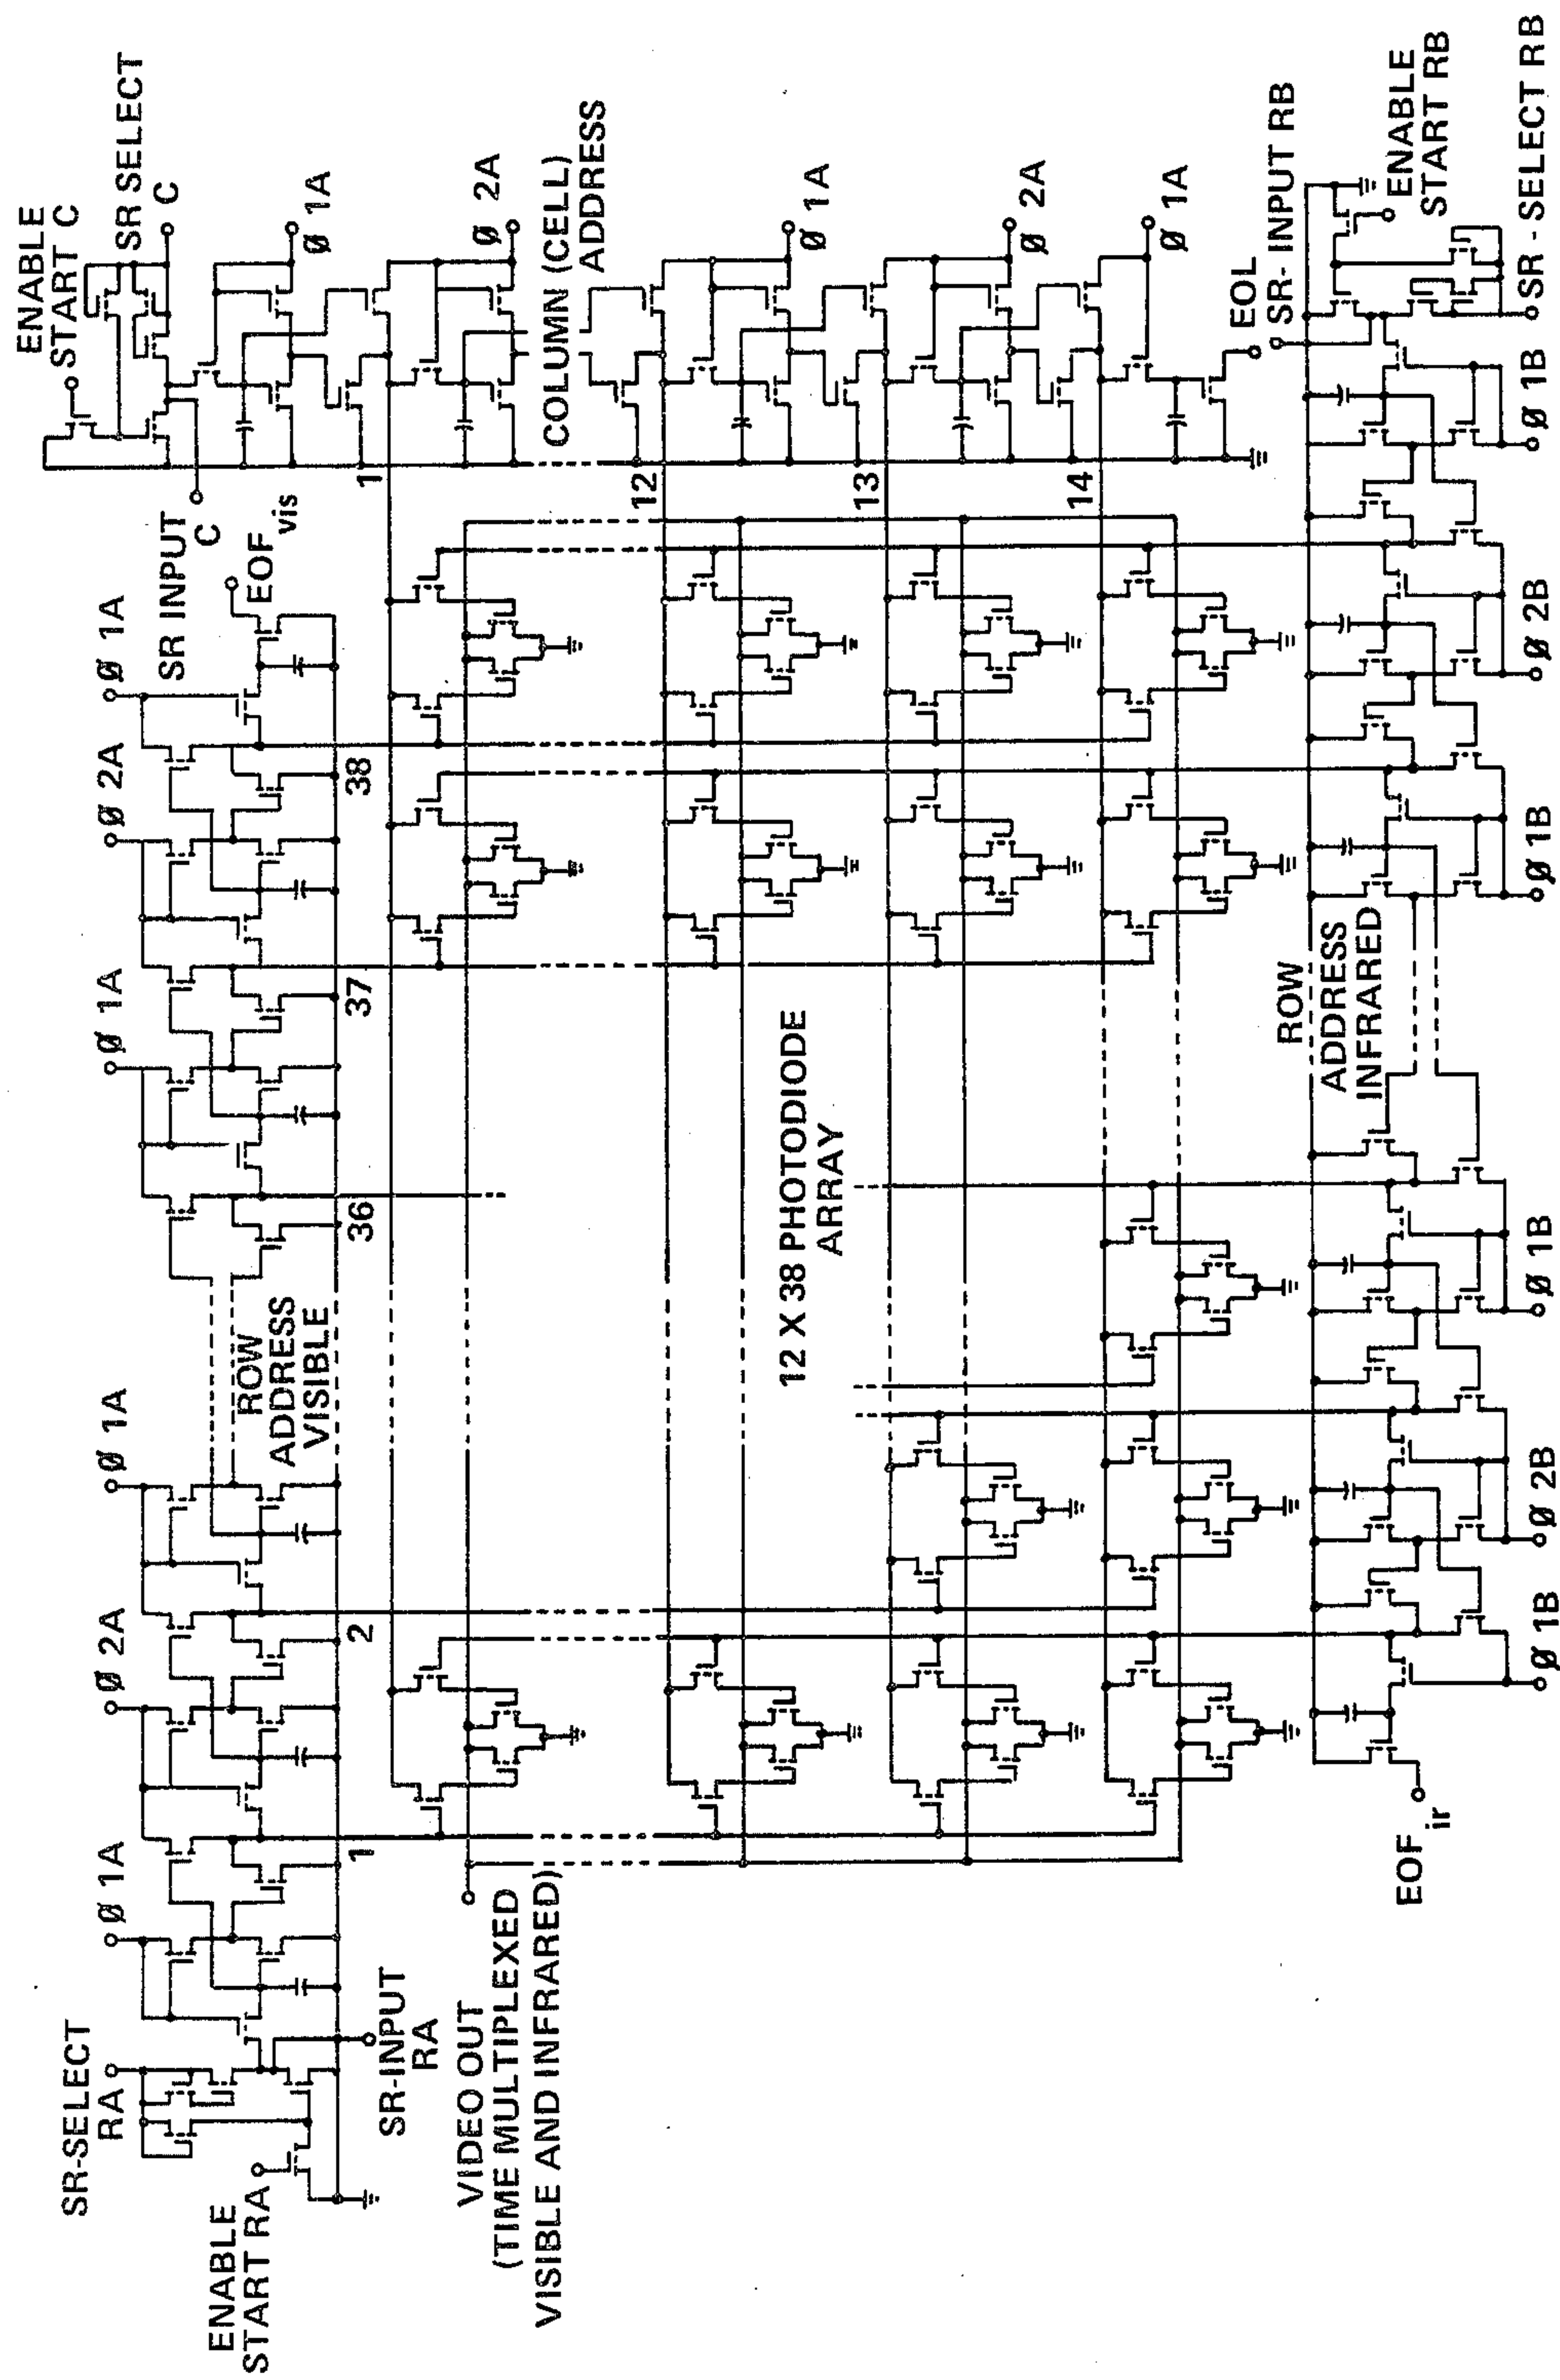 SR-SELECT
RA
ENABLE
START RA
SR-INPUT
RA
Ø 1A
Ø 2A
Ø 1A
Ø 1A
Ø 2A
Ø 1A
ROW
ADDRESS
VISIBLE
1
2
36
37
38
EOF vis
SR INPUT
C
ENABLE
START C
SR SELECT
C
Ø 1A
Ø 2A
COLUMN (CELL)
ADDRESS
Ø 1A
Ø 2A
Ø 1A
1
12
13
14
EOL
VIDEO OUT
(TIME MULTIPLEXED
VISIBLE AND INFRARED)
12 X 38 PHOTODIODE
ARRAY
EOF ir
ROW
ADDRESS
INFRARED
Ø 1B
Ø 2B
Ø 1B
Ø 1B
Ø 2B
Ø 1B
SR- INPUT RB
ENABLE
START RB
SR - SELECT RB